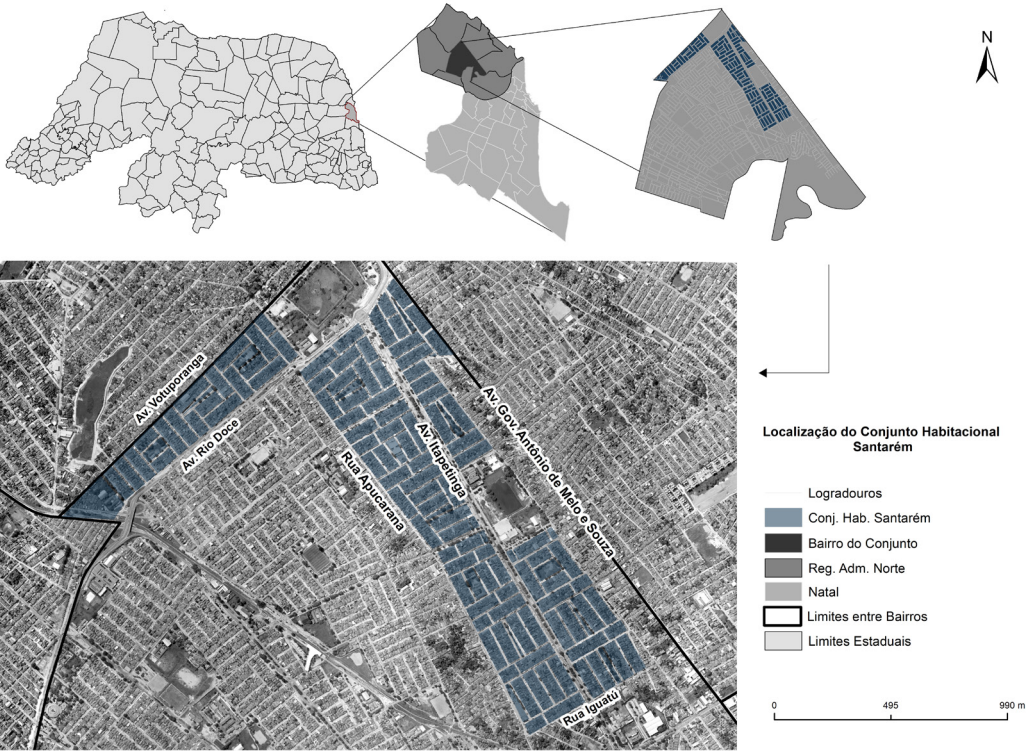 N
Av. Votuporanga
Av. Rio Doce
Rua Apucarana
Av. Itapetinga
Av. Gov. Antônio de Melo e Souza
Rua Iguatú
Localização do Conjunto Habitacional
Santarém
Logradouros
Conj. Hab. Santarém
Bairro do Conjunto
Reg. Adm. Norte
Natal
Limites entre Bairros
Limites Estaduais
0 495 990 m